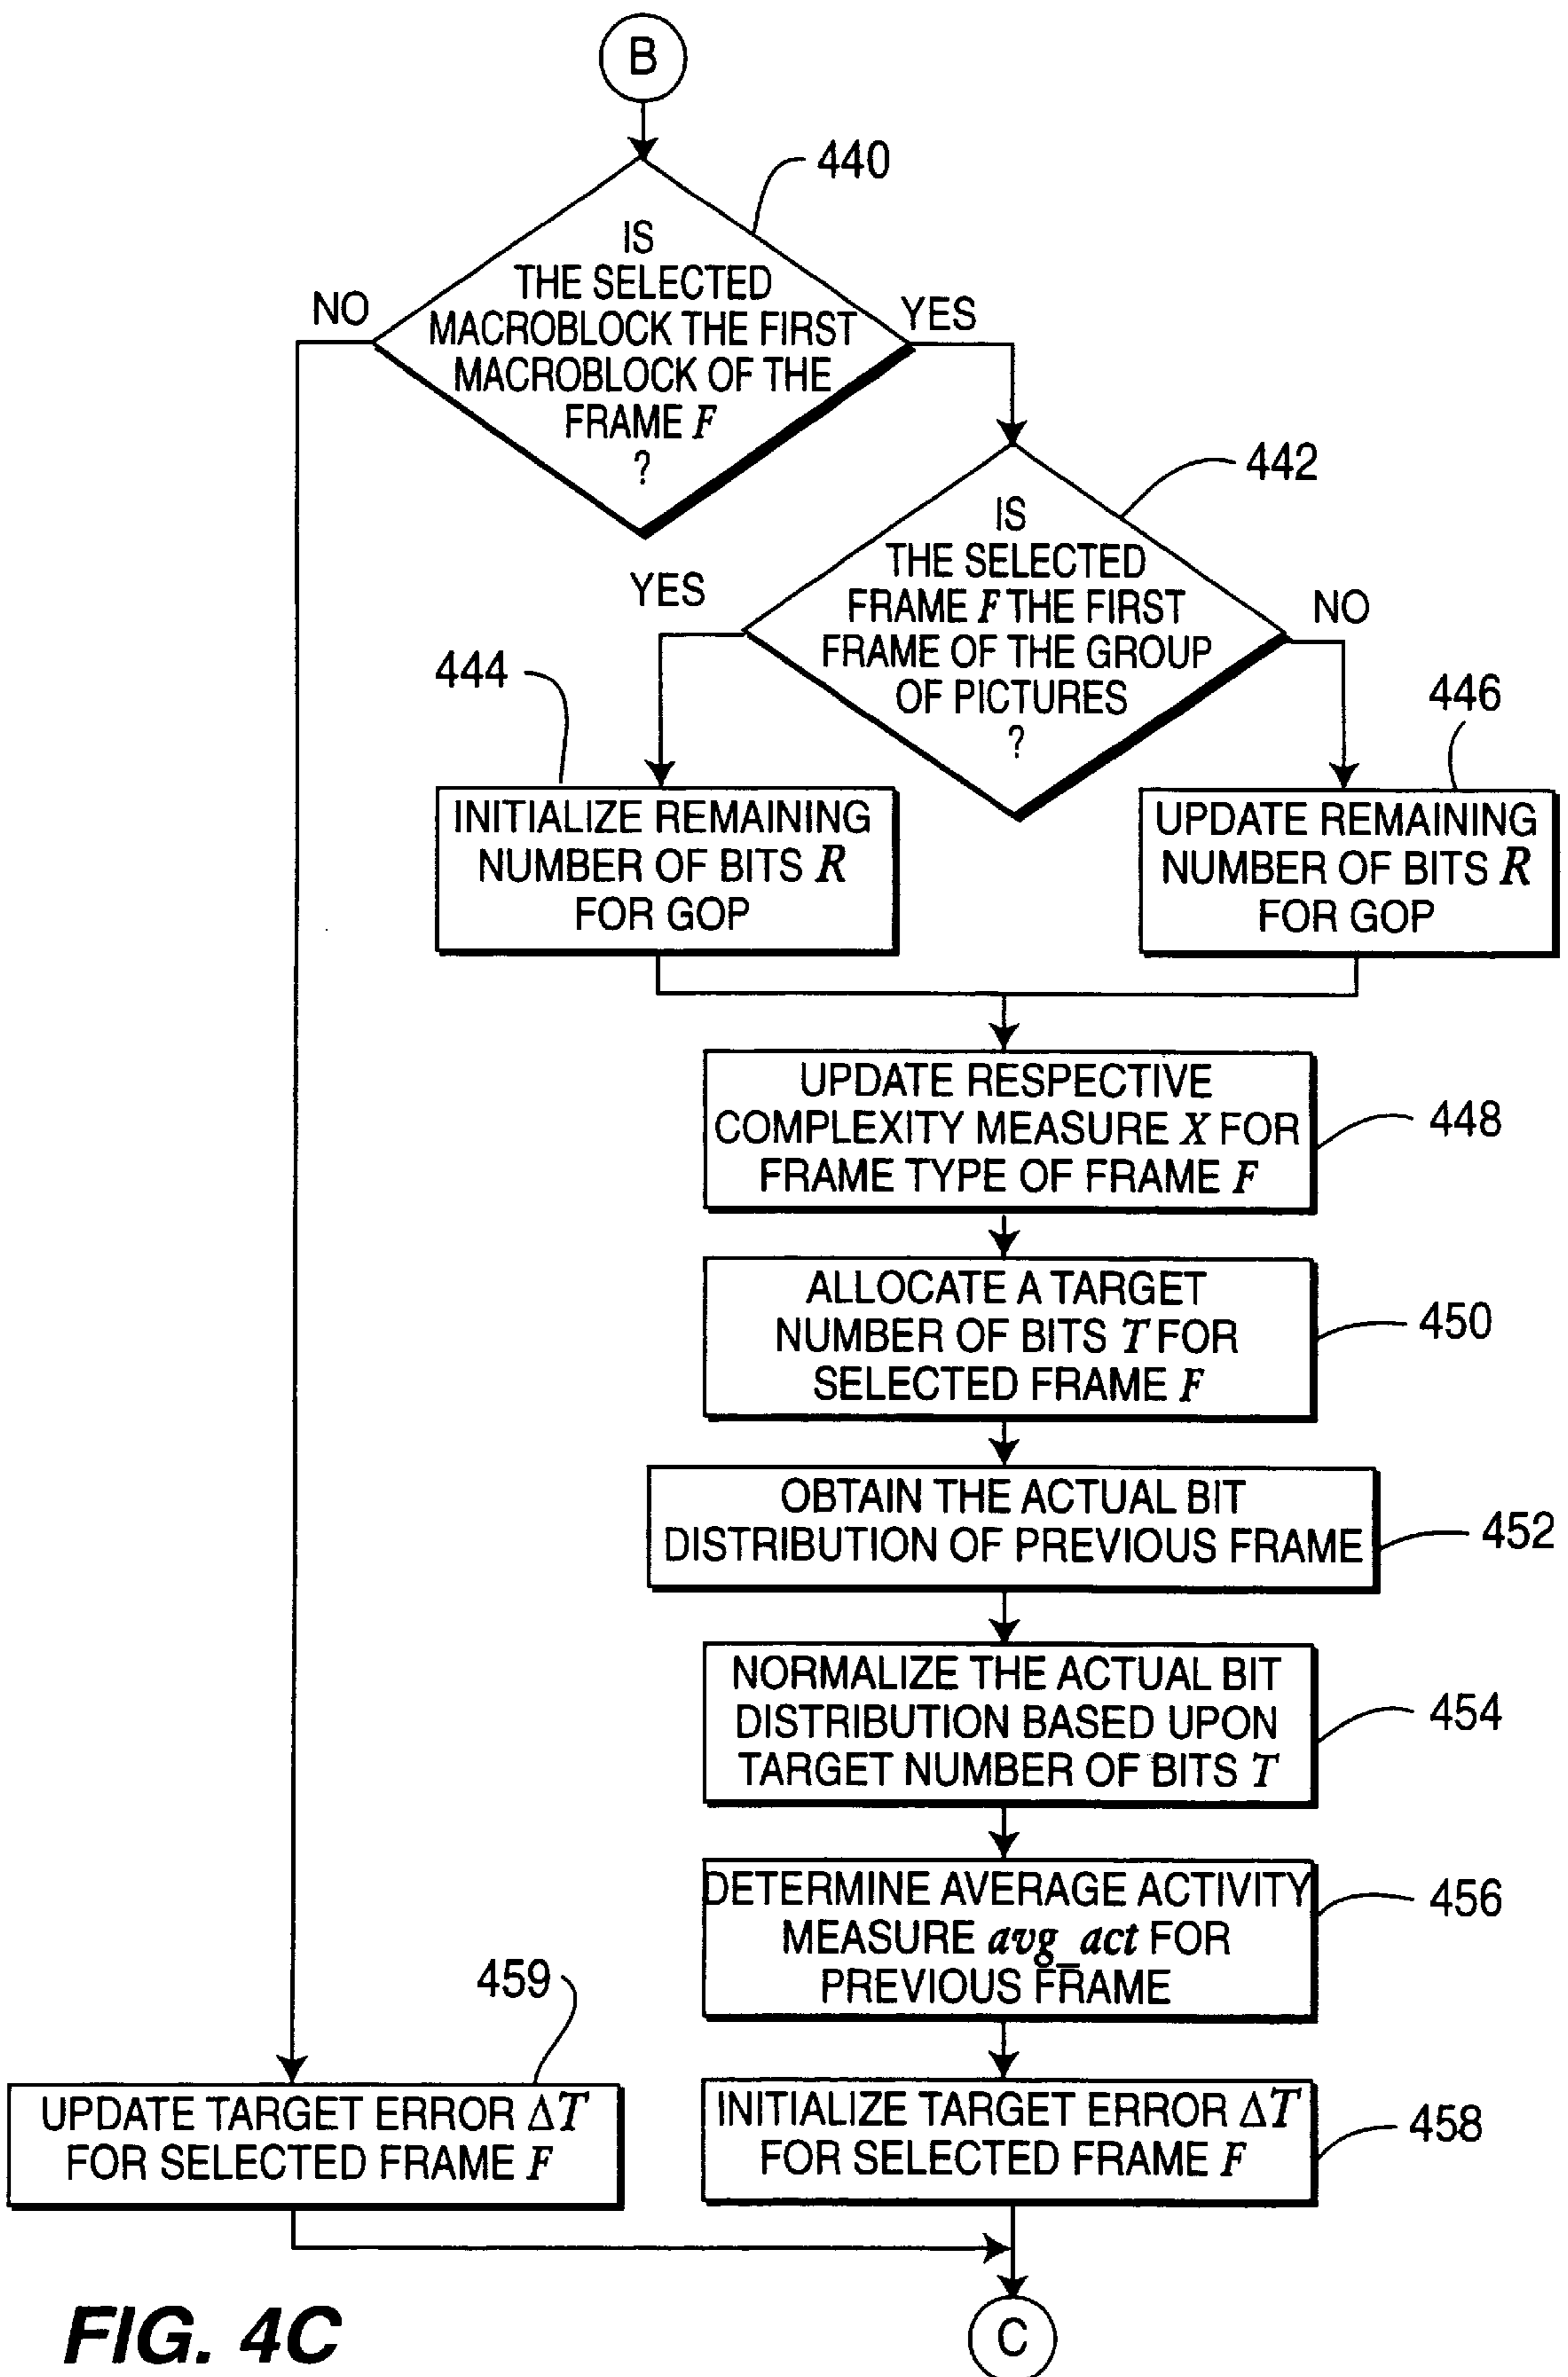 B
440
IS
THE SELECTED
MACROBLOCK THE FIRST
MACROBLOCK OF THE
FRAME F
?
NO
YES
442
IS
THE SELECTED
FRAME F THE FIRST
FRAME OF THE GROUP
OF PICTURES
?
YES
NO
444
446
INITIALIZE REMAINING
NUMBER OF BITS R
FOR GOP
UPDATE REMAINING
NUMBER OF BITS R
FOR GOP
UPDATE RESPECTIVE
COMPLEXITY MEASURE X FOR
FRAME TYPE OF FRAME F
448
ALLOCATE A TARGET
NUMBER OF BITS T FOR
SELECTED FRAME F
450
OBTAIN THE ACTUAL BIT
DISTRIBUTION OF PREVIOUS FRAME
452
NORMALIZE THE ACTUAL BIT
DISTRIBUTION BASED UPON
TARGET NUMBER OF BITS T
454
DETERMINE AVERAGE ACTIVITY
MEASURE avg_act FOR
PREVIOUS FRAME
456
459
UPDATE TARGET ERROR ΔT
FOR SELECTED FRAME F
INITIALIZE TARGET ERROR ΔT
FOR SELECTED FRAME F
458
C
FIG. 4C